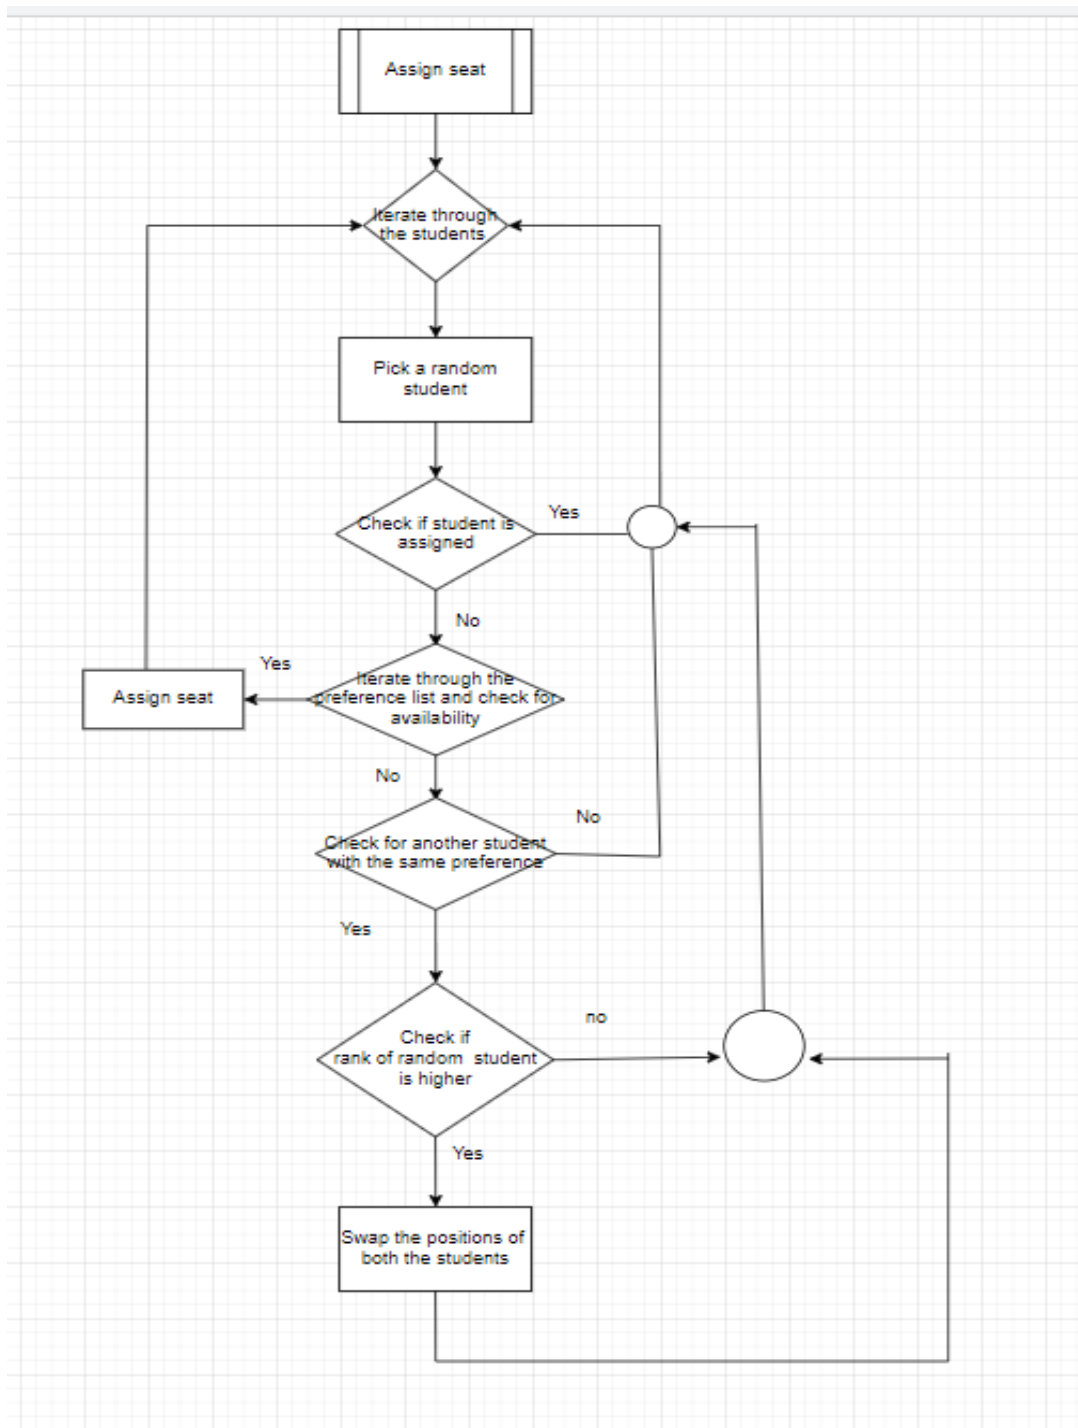 Assign seat
Iterate through
the students
Pick a random
student
Check if student is
assigned
Yes
No
Iterate through the
preference list and check for
availability
Yes
Assign seat
No
Check for another student
with the same preference
No
Yes
Check if
rank of random student
is higher
no
Yes
Swap the positions of
both the students